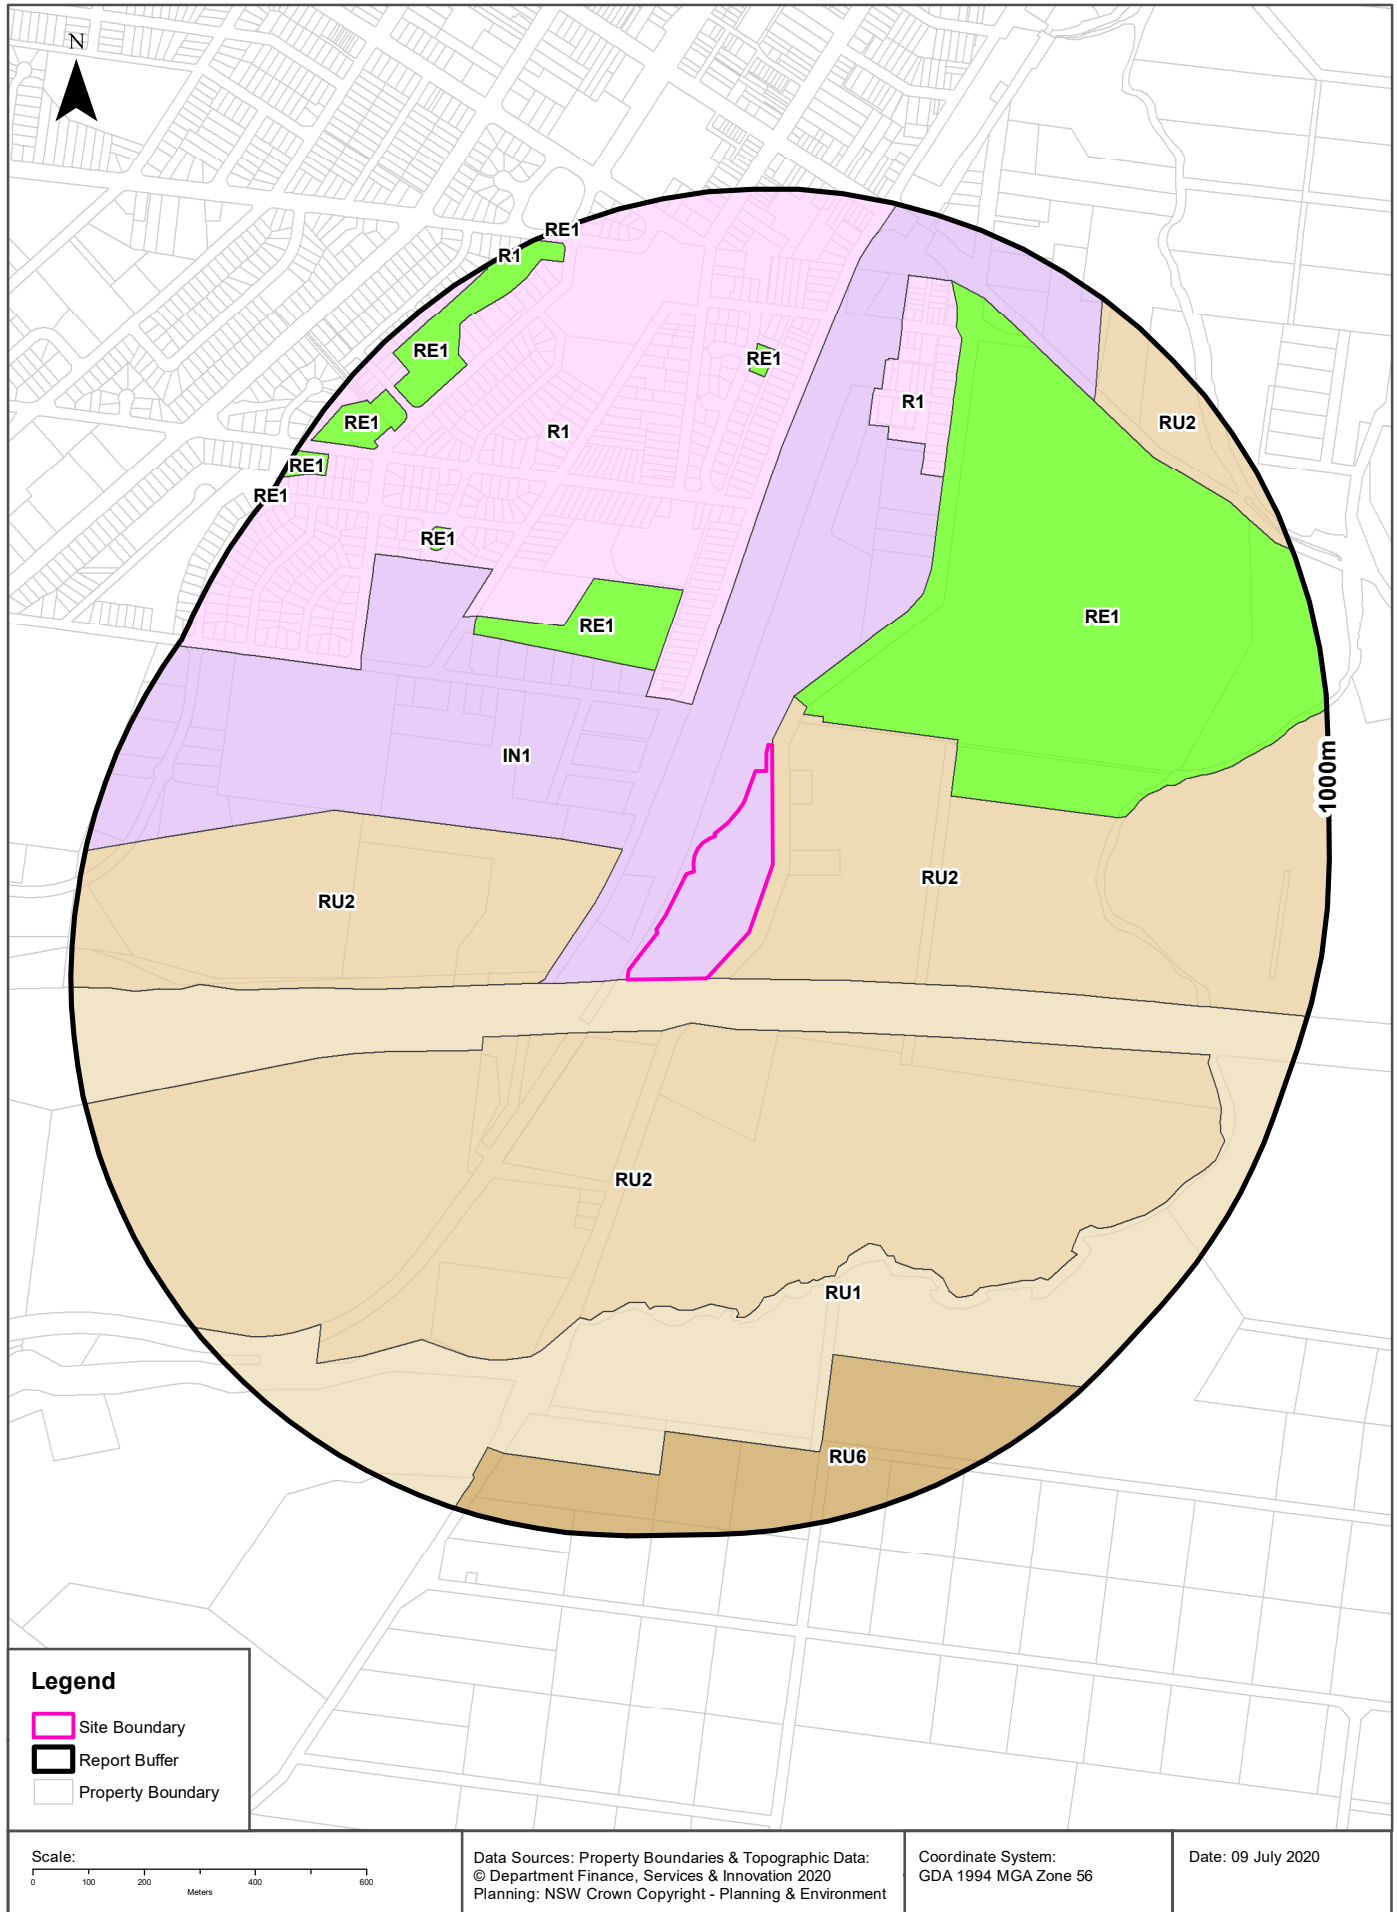 N
RE1
R1
RE1
RE1
RE1
R1
RU2
RE1
R1
RE1
RE1
RE1
RE1
RE1
IN1
1000m
RU2
RU2
RU2
RU1
RU6
Legend
Site Boundary
Report Buffer
Property Boundary
Scale:
0 100 200 400 600
Meters
Data Sources: Property Boundaries & Topographic Data:
© Department Finance, Services & Innovation 2020
Planning: NSW Crown Copyright - Planning & Environment
Coordinate System:
GDA 1994 MGA Zone 56
Date: 09 July 2020